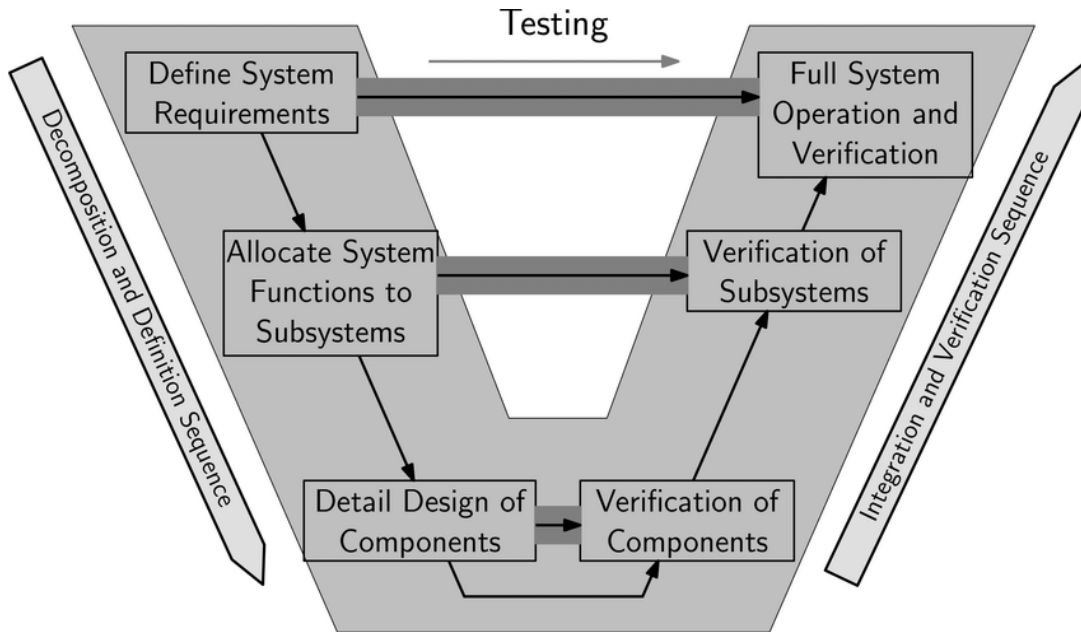 Testing
Define System
Requirements
Full System
Operation and
Verification
Decomposition and Definition Sequence
Integration and Verification Sequence
Allocate System
Functions to
Subsystems
Verification of
Subsystems
Detail Design of
Components
Verification of
Components